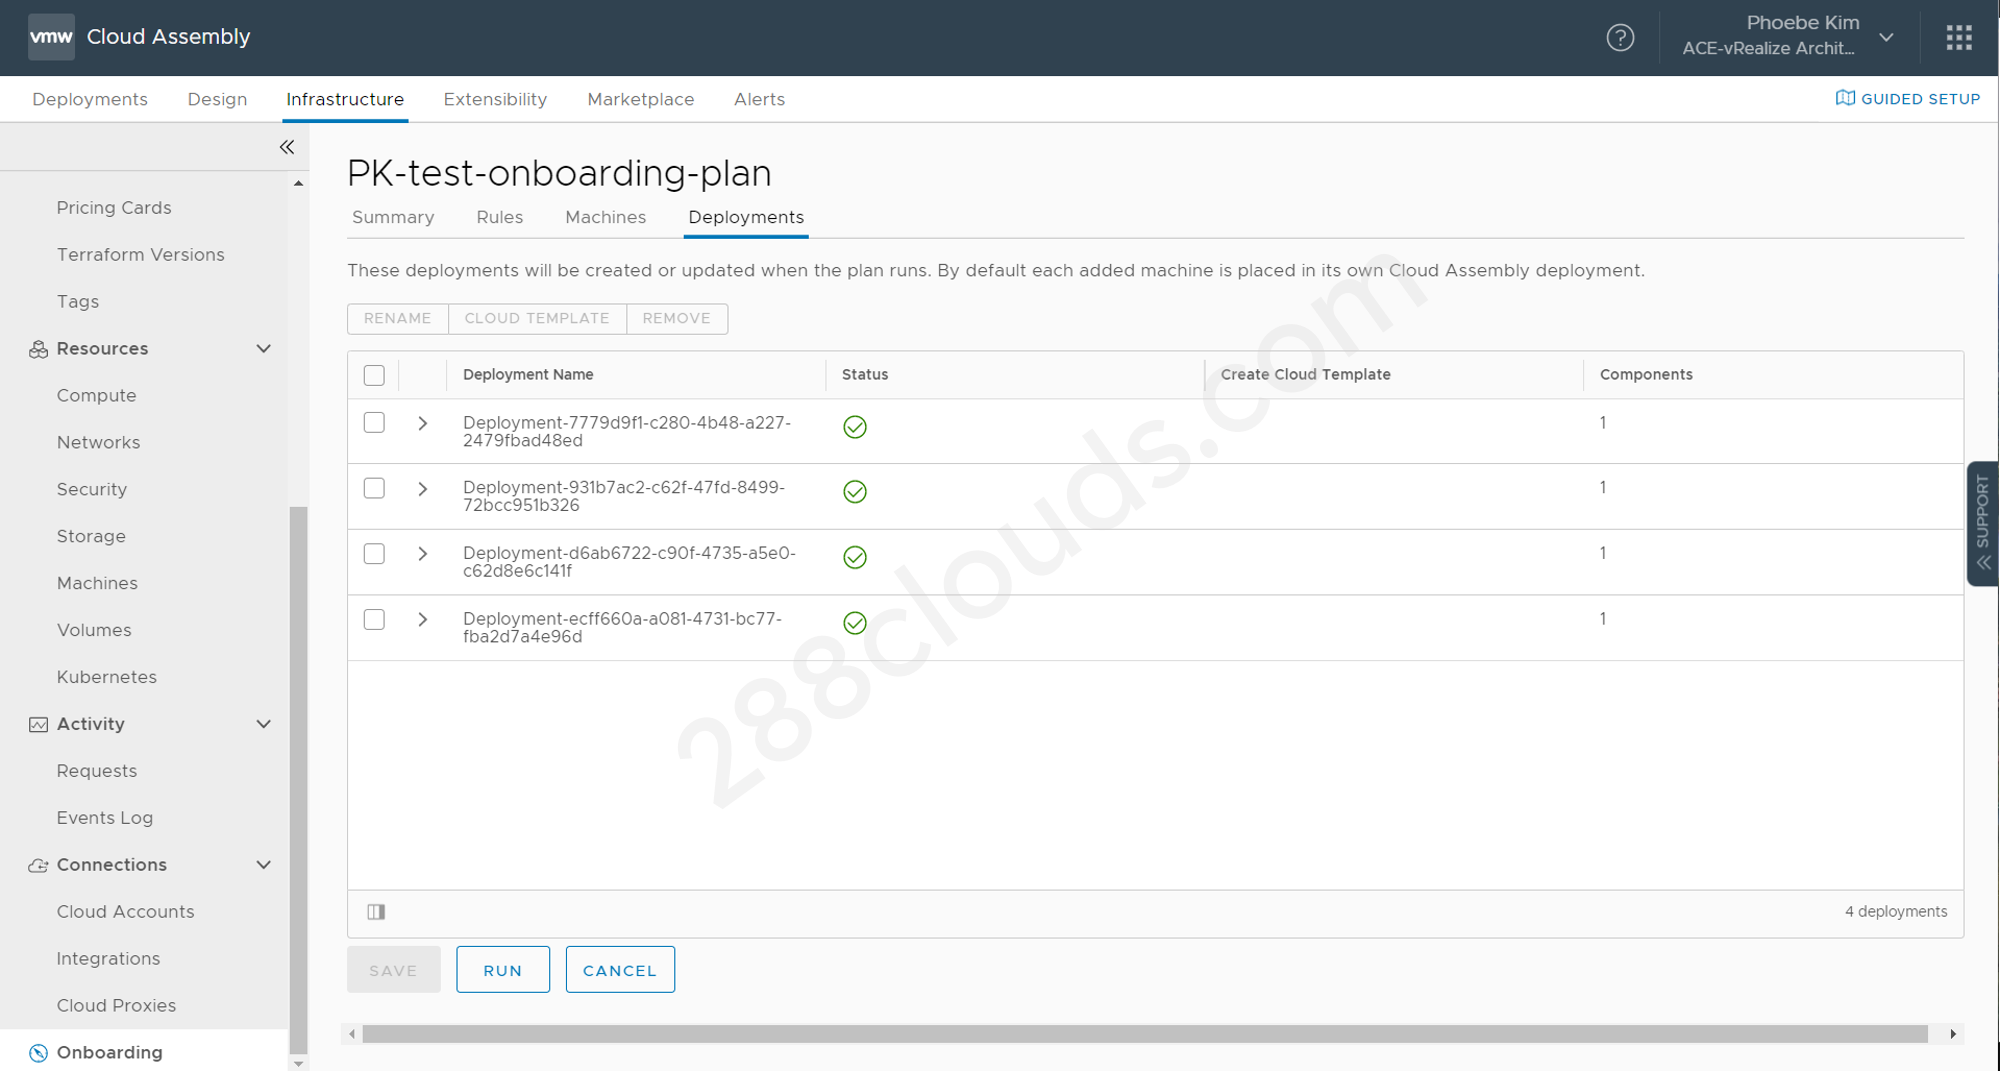 vmw Cloud Assembly
Phoebe Kim
ACE-vRealize Archit...
Deployments Design Infrastructure Extensibility Marketplace Alerts
GUIDED SETUP
Pricing Cards
Terraform Versions
Tags
Resources
Compute
Networks
Security
Storage
Machines
Volumes
Kubernetes
Activity
Requests
Events Log
Connections
Cloud Accounts
Integrations
Cloud Proxies
Onboarding
PK-test-onboarding-plan
Summary Rules Machines Deployments
These deployments will be created or updated when the plan runs. By default each added machine is placed in its own Cloud Assembly deployment.
RENAME CLOUD TEMPLATE REMOVE
Deployment Name Status Create Cloud Template Components
Deployment-7779d9f1-c280-4b48-a227- 1
2479fbad48ed
Deployment-931b7ac2-c62f-47fd-8499- 1
72bcc951b326
Deployment-d6ab6722-c90f-4735-a5e0- 1
c62d8e6c141f
Deployment-ecff660a-a081-4731-bc77- 1
fba2d7a4e96d
4 deployments
SAVE RUN CANCEL
SUPPORT
288clouds.com